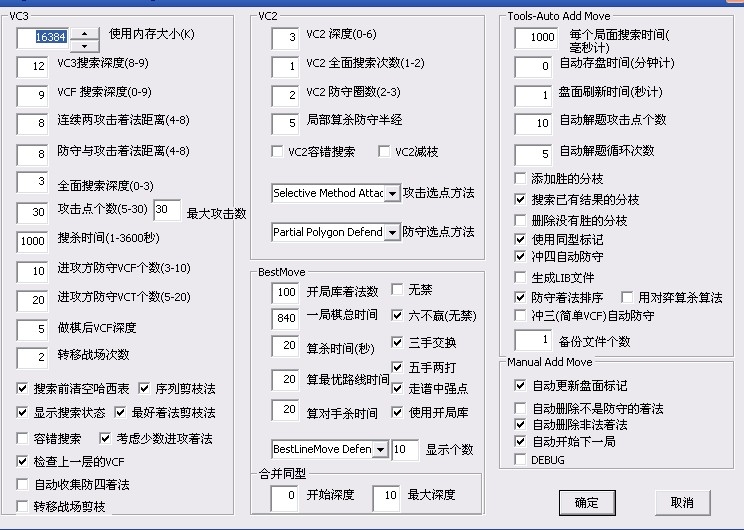 VC3
16384 使用内存大小(K)
12 VC3搜索深度(8-9)
9 VCF 搜索深度(0-9)
8 连续两攻击着法距离(4-8)
8 防守与攻击着法距离(4-8)
3 全面搜索深度(0-3)
30 攻击点个数(5-30) 30 最大攻击数
1000 搜杀时间(1-3600秒)
10 进攻方防守VCF个数(3-10)
20 进攻方防守VCT个数(5-20)
5 做棋后VCF深度
2 转移战场次数
搜索前清空哈西表 序列剪枝法
显示搜索状态 最好着法剪枝法
容错搜索 考虑少数进攻着法
检查上一层的VCF
自动收集防四着法
转移战场剪枝
VC2
3 VC2 深度(0-6)
1 VC2 全面搜索次数(1-2)
2 VC2 防守圈数(2-3)
5 局部算杀防守半经
VC2容错搜索 VC2减枝
Selective Method Attac 攻击选点方法
Partial Polygon Defend 防守选点方法
BestMove
100 开局库着法数 无禁
840 一局棋总时间 六不赢(无禁)
20 算杀时间(秒) 三手交换
五手两打
20 算最优路线时间 走谱中强点
20 算对手杀时间 使用开局库
BestLineMove Defen 10 显示个数
合并同型
0 开始深度 10 最大深度
Tools-Auto Add Move
1000 每个局面搜索时间(
毫秒计)
0 自动存盘时间(分钟计)
1 盘面刷新时间(秒计)
10 自动解题攻击点个数
5 自动解题循环次数
添加胜的分枝
搜索已有结果的分枝
删除没有胜的分枝
使用同型标记
冲四自动防守
生成LIB文件
防守着法排序 用对弈算杀算法
冲三(简单VCF)自动防守
1 备份文件个数
Manual Add Move
自动更新盘面标记
自动删除不是防守的着法
自动删除非法着法
自动开始下一局
DEBUG
确定 取消